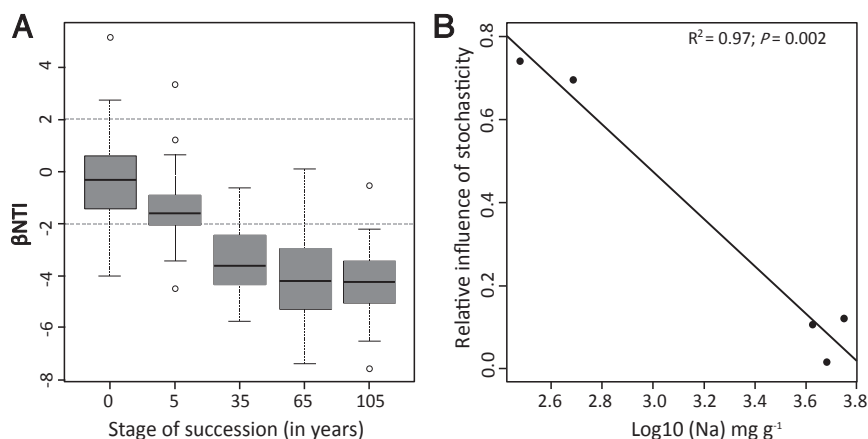 A
βNTI
4
2
0
-2
-4
-6
-8
0 5 35 65 105
Stage of succession (in years)
B
R2 = 0.97; P = 0.002
Relative influence of stochasticity
0.8
0.6
0.4
0.2
0.0
2.6 2.8 3.0 3.2 3.4 3.6 3.8
Log10 (Na) mg g-1